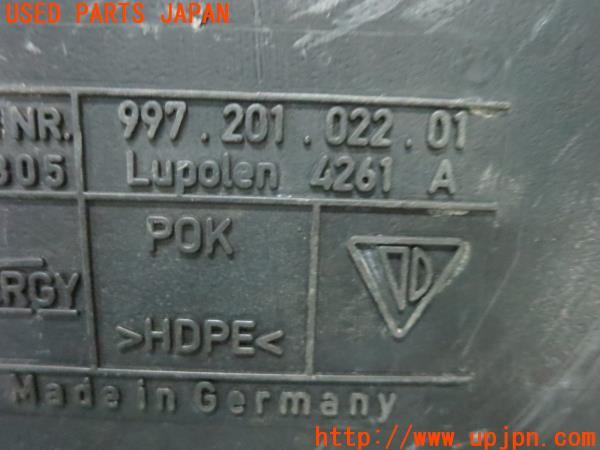 USED PARTS JAPAN
NR. 997.201.022.01
305 Lupolen 4261 A
POK
RGY
>HDPE<
Made in Germany
http://www.upjpn.com